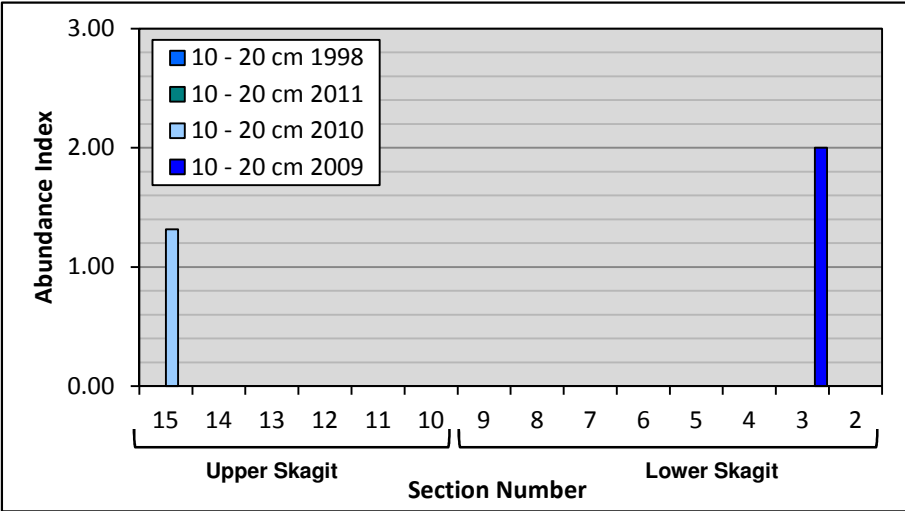 3.00
10 - 20 cm 1998
10 - 20 cm 2011
10 - 20 cm 2010
10 - 20 cm 2009
2.00
1.00
0.00
Abundance Index
15 14 13 12 11 10 9 8 7 6 5 4 3 2
Upper Skagit Lower Skagit
Section Number